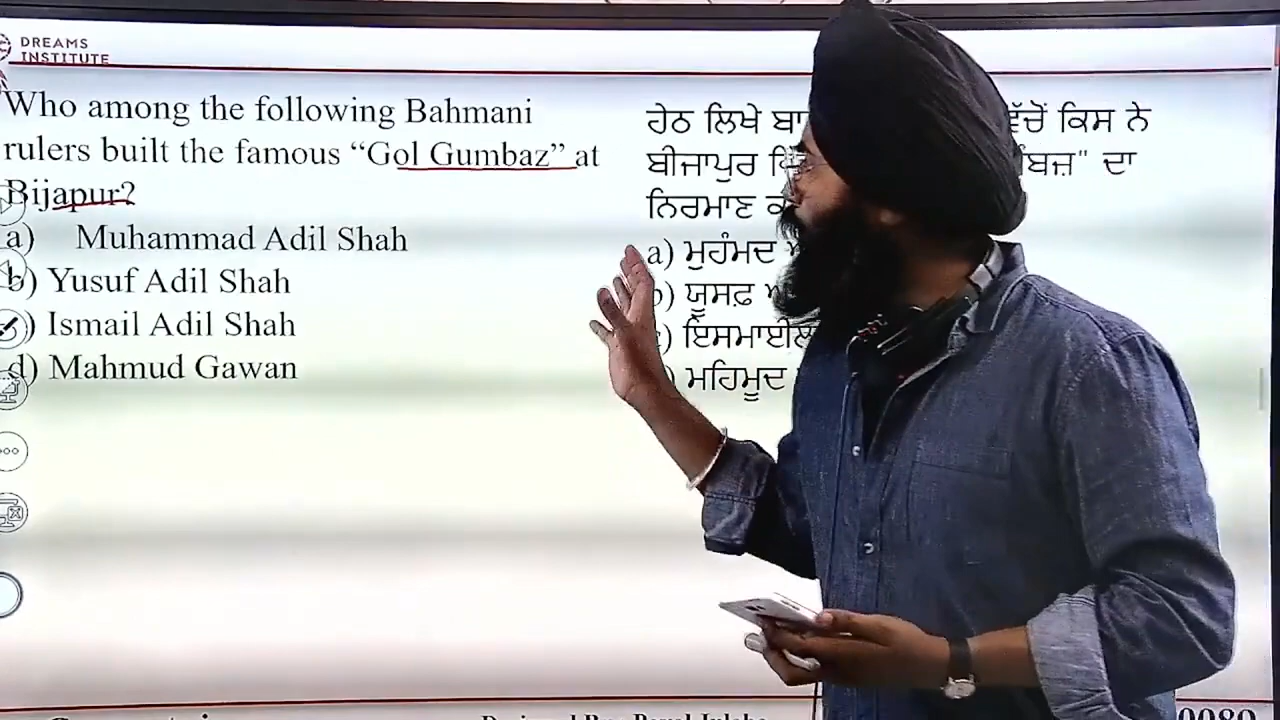 DREAMS
INSTITUTE
Who among the following Bahmani
rulers built the famous “Gol Gumbaz” at
Bijapur?
a) Muhammad Adil Shah
b) Yusuf Adil Shah
) Ismail Adil Shah
d) Mahmud Gawan
ਹੇਠ ਲਿਖੇ ਕਿਸ ਨੇ
ਬੀਜਾਪੁਰ ਦਾ
ਨਿਰਮਾਣ
a) ਮੁਹੰਮਦ
b) ਯੂਸਫ਼
) ਇਸਮਾਈਲ
) ਮਹਿਮੂਦ